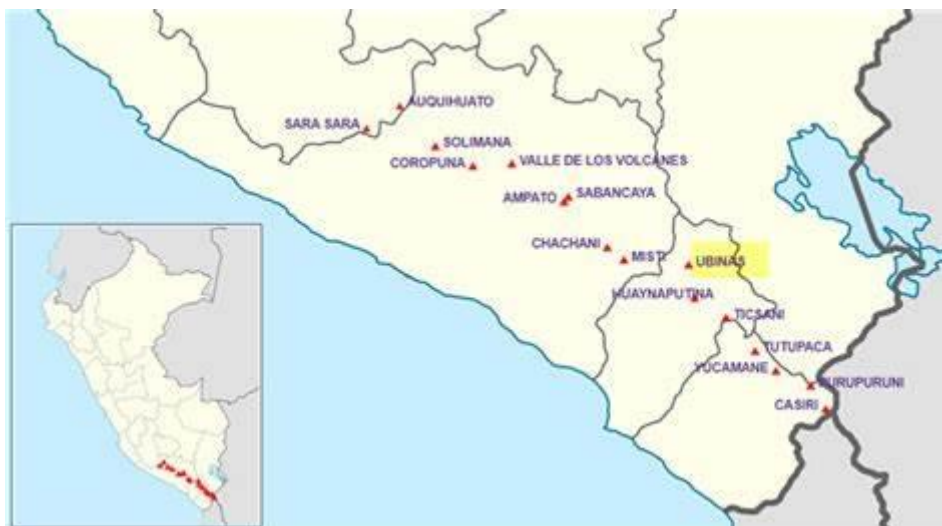 AUQUIHUATO
SARA SARA
SOLIMANA
COROPUNA
VALLE DE LOS VOLCANES
SABANCAYA
AMPATO
CHACHANI
MISTI
UBINAS
HUAYNAPUTINA
TICSANI
TUTUPACA
YUCAMANE
PURUPURUNI
CASIRI